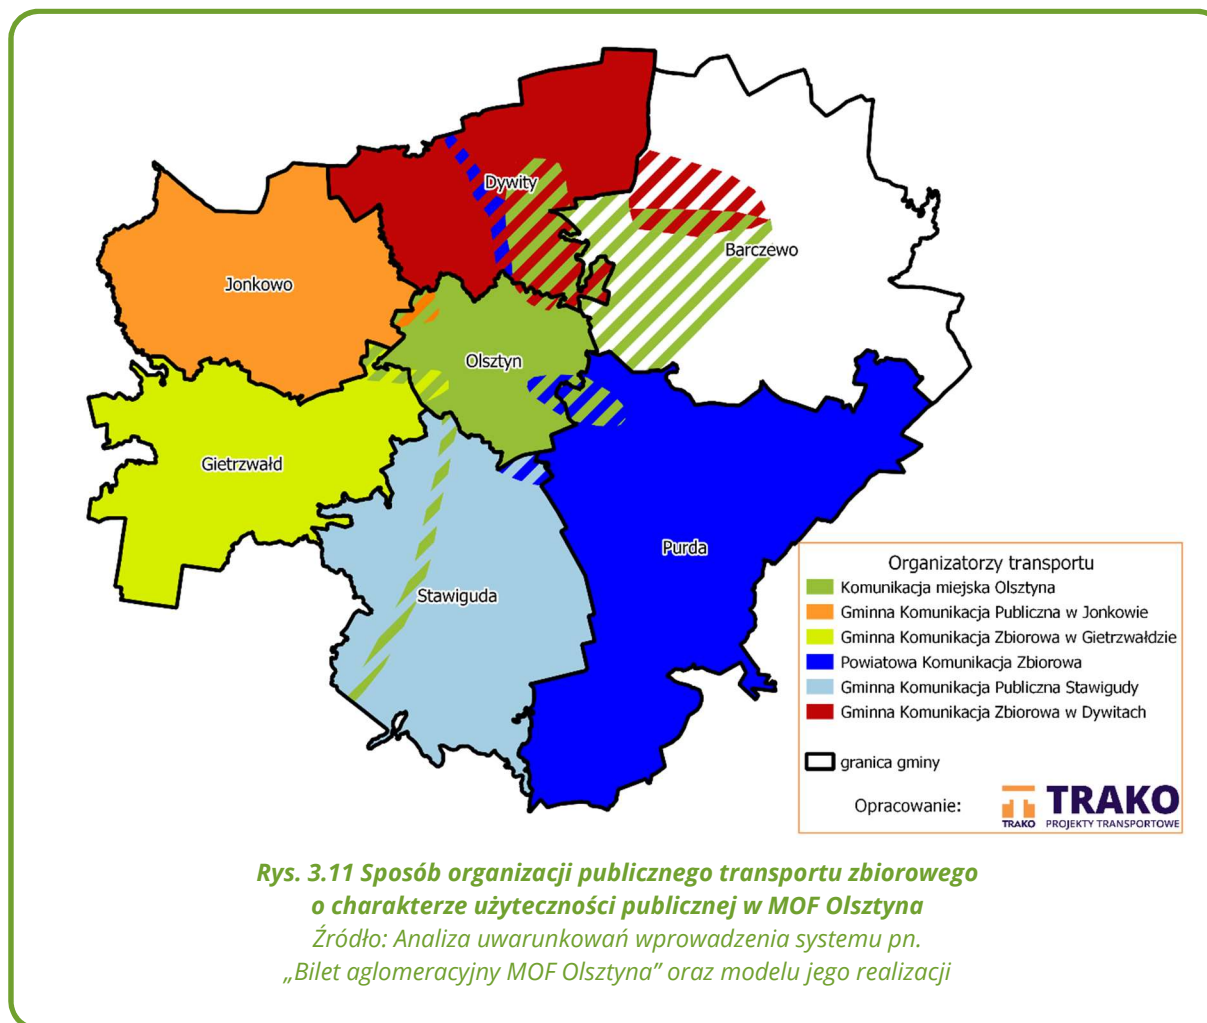 Dywity
Barczewo
Jonkowo
Olsztyn
Gietrzwałd
Purda
Stawiguda
Organizatorzy transportu
Komunikacja miejska Olsztyna
Gminna Komunikacja Publiczna w Jonkowie
Gminna Komunikacja Zbiorowa w Gietrzwałdzie
Powiatowa Komunikacja Zbiorowa
Gminna Komunikacja Publiczna Stawigudy
Gminna Komunikacja Zbiorowa w Dywitach
granica gminy
Opracowanie:
TRAKO
TRAKO
PROJEKTY TRANSPORTOWE
Rys. 3.11 Sposób organizacji publicznego transportu zbiorowego
o charakterze użyteczności publicznej w MOF Olsztyna
Źródło: Analiza uwarunkowań wprowadzenia systemu pn.
„Bilet aglomeracyjny MOF Olsztyna” oraz modelu jego realizacji